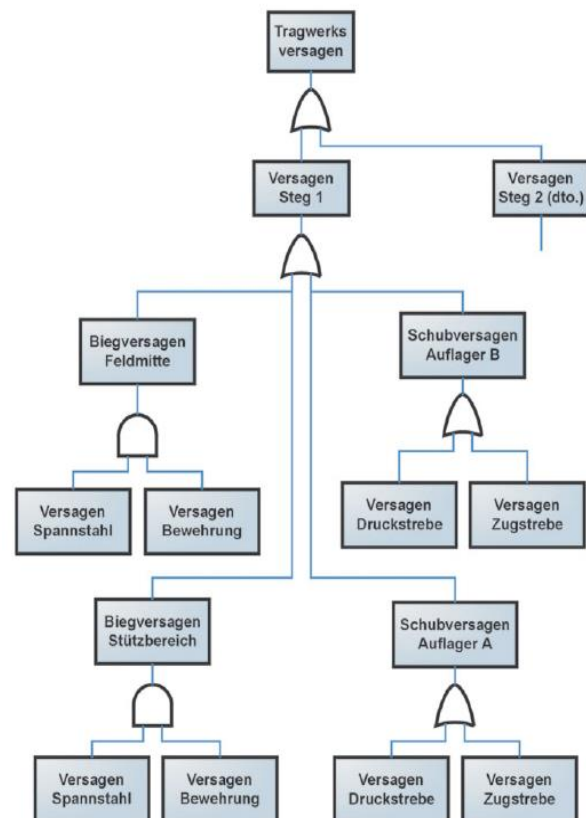 Tragwerks
versagen
Versagen
Steg 1
Versagen
Steg 2 (dto.)
Biegversagen
Feldmitte
Schubversagen
Auflager B
Versagen
Spannstahl
Versagen
Bewehrung
Versagen
Druckstrebe
Versagen
Zugstrebe
Biegversagen
Stützbereich
Schubversagen
Auflager A
Versagen
Spannstahl
Versagen
Bewehrung
Versagen
Druckstrebe
Versagen
Zugstrebe